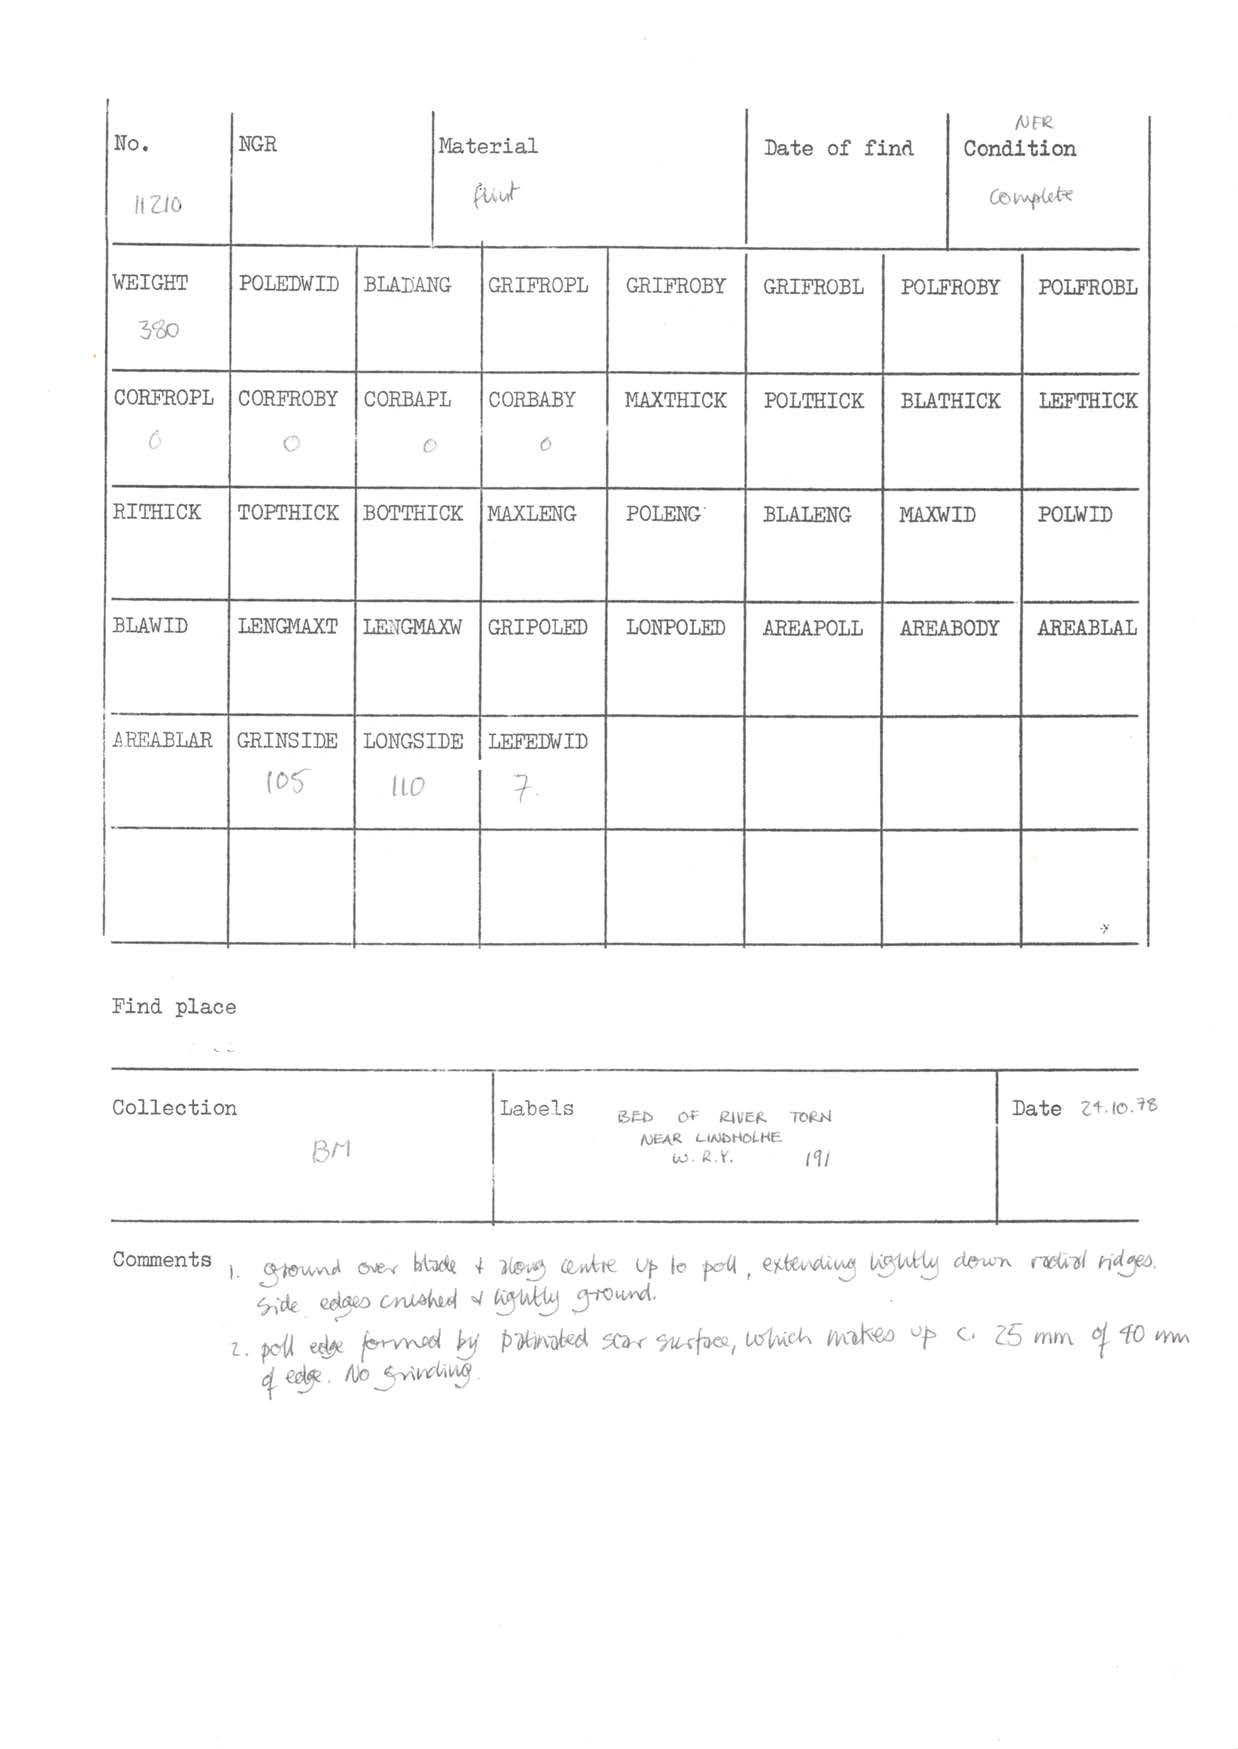 NER
No. NGR Material Date of find Condition
11210 flint complete
WEIGHT POLEDWID BLADANG GRIFROPL GRIFROBY GRIFROBL POLFROBY POLFROBL
380
CORFROPL CORFROBY CORBAPL CORBABY MAXTHICK POLTHICK BLATHICK LEFTHICK
0 0 0 0
RITHICK TOPTHICK BOTTHICK MAXLENG POLENG BLALENG MAXWID POLWID
BLAWID LENGMAXT LENGMAXW GRIPOLED LONPOLED AREAPOLL AREABODY AREABLAL
AREABLAR GRINSIDE LONGSIDE LEFEDWID
105 110 7.
Find place
Collection Labels BED OF RIVER TORN Date 24.10.78
NEAR LINDHOLME
BM W.R.Y. 191
Comments 1. ground over blade & along centre up to poll, extending lightly down radial ridges.
Side edges crushed & lightly ground.
2. poll edge formed by patinated scar surface, which makes up c. 25 mm of 40 mm
of edge. No grinding.